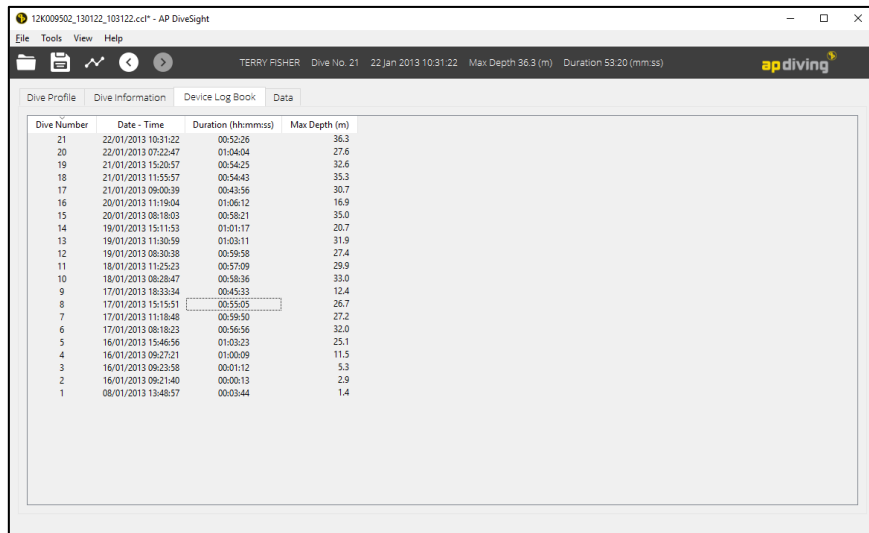 12K009502_130122_103122.ccl* - AP DiveSight
File Tools View Help
TERRY FISHER Dive No. 21 22 Jan 2013 10:31:22 Max Depth 36.3 (m) Duration 53:20 (mm:ss)
apdiving
Dive Profile Dive Information Device Log Book Data
Dive Number Date - Time Duration (hh:mm:ss) Max Depth (m)
21 22/01/2013 10:31:22 00:52:26 36.3
20 22/01/2013 07:22:47 01:04:04 27.6
19 21/01/2013 15:20:57 00:54:25 32.6
18 21/01/2013 11:55:57 00:54:43 35.3
17 21/01/2013 09:00:39 00:43:56 30.7
16 20/01/2013 11:19:04 01:06:12 16.9
15 20/01/2013 08:18:03 00:58:21 35.0
14 19/01/2013 15:11:53 01:01:17 20.7
13 19/01/2013 11:30:59 01:03:11 31.9
12 19/01/2013 08:30:38 00:59:58 27.4
11 18/01/2013 11:25:23 00:57:09 29.9
10 18/01/2013 08:28:47 00:58:36 33.0
9 17/01/2013 18:33:34 00:45:33 12.4
8 17/01/2013 15:15:51 00:55:05 26.7
7 17/01/2013 11:18:48 00:59:50 27.2
6 17/01/2013 08:18:23 00:56:56 32.0
5 16/01/2013 15:46:56 01:03:23 25.1
4 16/01/2013 09:27:21 01:00:09 11.5
3 16/01/2013 09:23:58 00:01:12 5.3
2 16/01/2013 09:21:40 00:00:13 2.9
1 08/01/2013 13:48:57 00:03:44 1.4